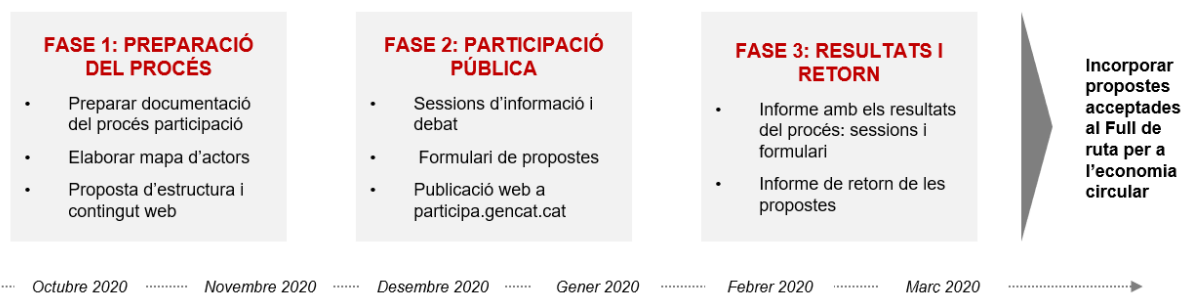 FASE 1: PREPARACIÓ
DEL PROCÉS
• Preparar documentació
del procés participació
• Elaborar mapa d'actors
• Proposta d'estructura i
contingut web
FASE 2: PARTICIPACIÓ
PÚBLICA
• Sessions d'informació i
debat
• Formulari de propostes
• Publicació web a
participa.gencat.cat
FASE 3: RESULTATS I
RETORN
• Informe amb els resultats
del procés: sessions i
formulari
• Informe de retorn de les
propostes
Incorporar
propostes
acceptades
al Full de
ruta per a
l'economia
circular
Octubre 2020 Novembre 2020 Desembre 2020 Gener 2020 Febrer 2020 Març 2020